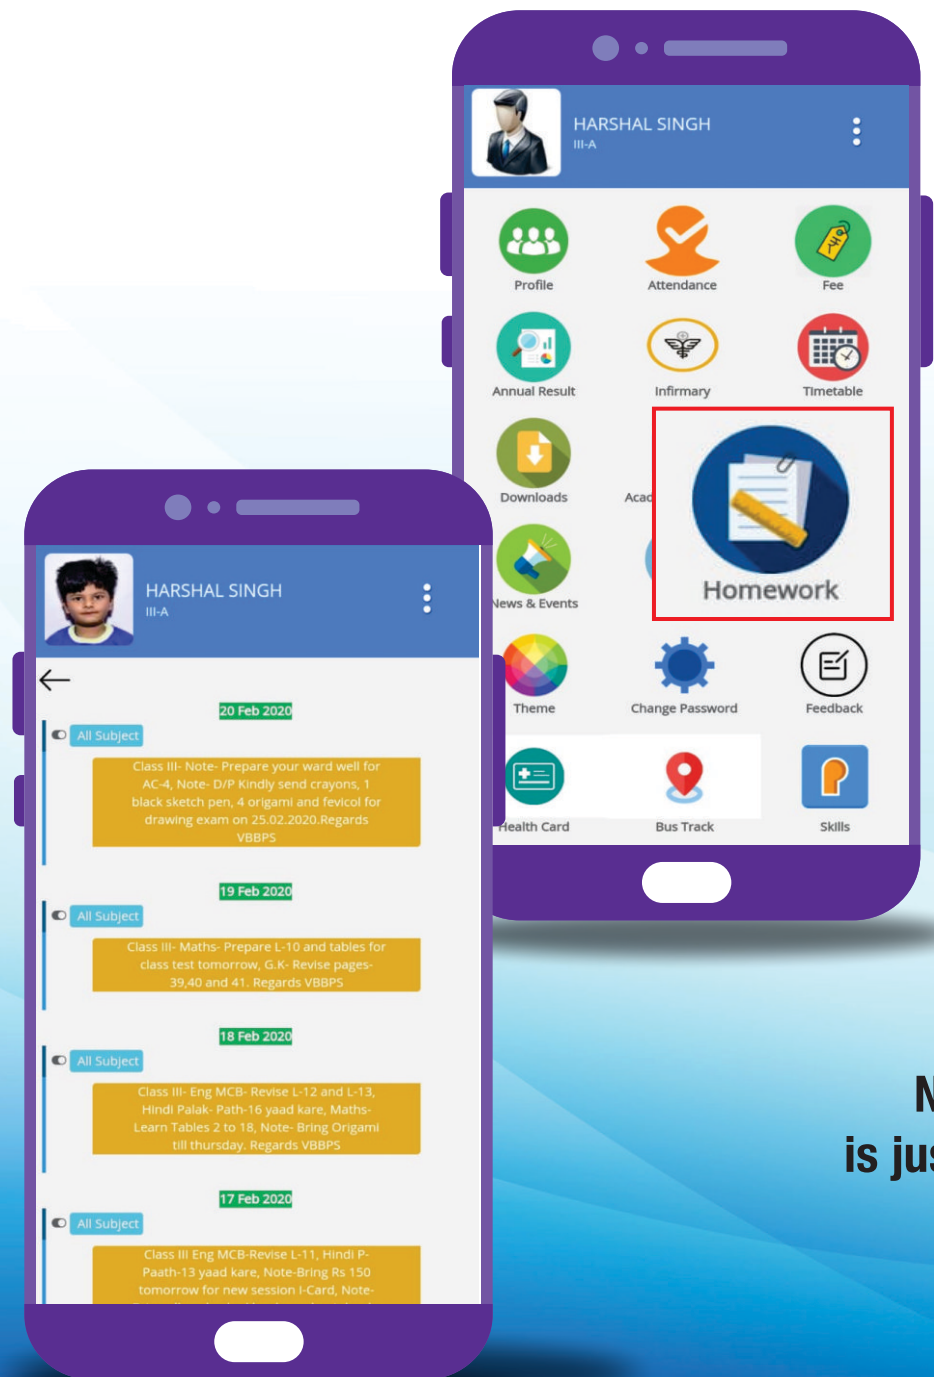 HARSHAL SINGH
III-A
Profile
Attendance
Fee
Annual Result
Infirmary
Timetable
Downloads
Acad
Homework
News & Events
Theme
Change Password
Feedback
Health Card
Bus Track
Skills
HARSHAL SINGH
III-A
20 Feb 2020
All Subject
Class III- Note- Prepare your ward well for
AC-4, Note- D/P Kindly send crayons, 1
black sketch pen, 4 origami and fevicol for
drawing exam on 25.02.2020.Regards
VBBPS
19 Feb 2020
All Subject
Class III- Maths- Prepare L-10 and tables for
class test tomorrow, G.K- Revise pages-
39,40 and 41. Regards VBBPS
18 Feb 2020
All Subject
Class III- Eng MCB- Revise L-12 and L-13,
Hindi Palak- Path-16 yaad kare, Maths-
Learn Tables 2 to 18, Note- Bring Origami
till thursday. Regards VBBPS
17 Feb 2020
All Subject
Class III Eng MCB-Revise L-11, Hindi P-
Paath-13 yaad kare, Note-Bring Rs 150
tomorrow for new session I-Card, Note-
N
is jus